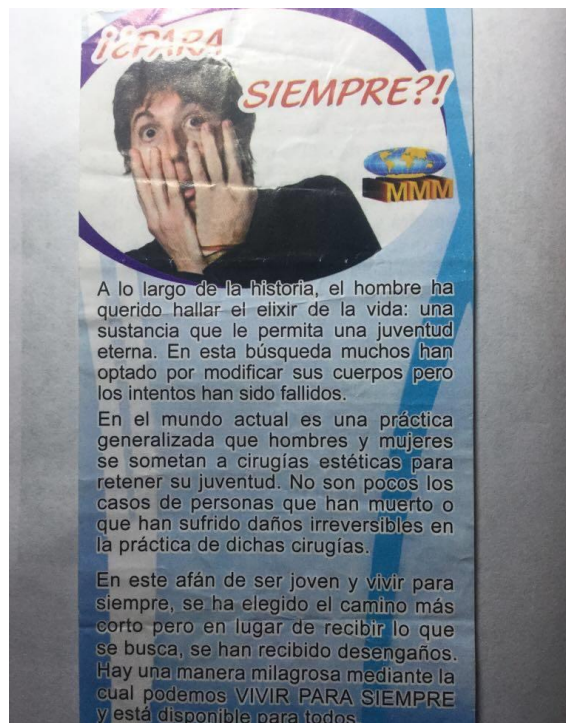 ¡¿PARA
SIEMPRE?!
MMM
A lo largo de la historia, el hombre ha
querido hallar el elixir de la vida: una
sustancia que le permita una juventud
eterna. En esta búsqueda muchos han
optado por modificar sus cuerpos pero
los intentos han sido fallidos.
En el mundo actual es una práctica
generalizada que hombres y mujeres
se sometan a cirugías estéticas para
retener su juventud. No son pocos los
casos de personas que han muerto o
que han sufrido daños irreversibles en
la práctica de dichas cirugías.
En este afán de ser joven y vivir para
siempre, se ha elegido el camino más
corto pero en lugar de recibir lo que
se busca, se han recibido desengaños.
Hay una manera milagrosa mediante la
cual podemos VIVIR PARA SIEMPRE
y está disponible para todos.